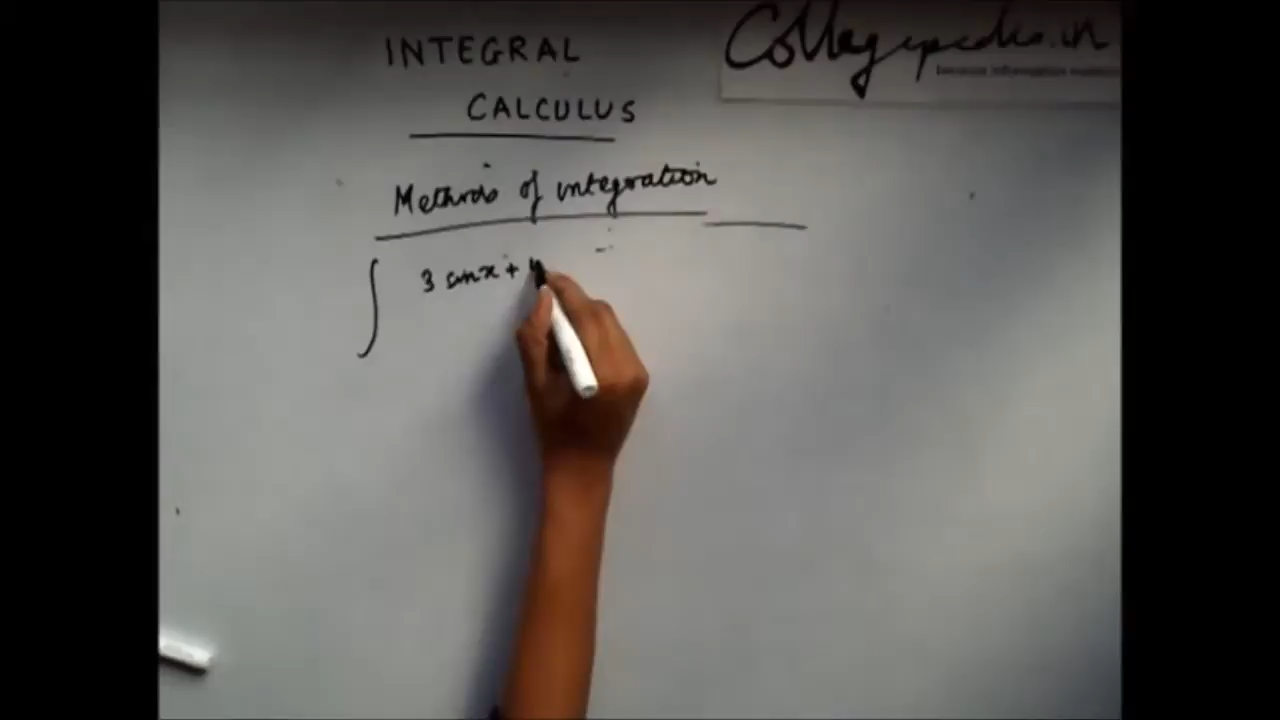 Collegepedia.in
INTEGRAL
CALCULUS
Methods of integration
∫ 3 sinx +